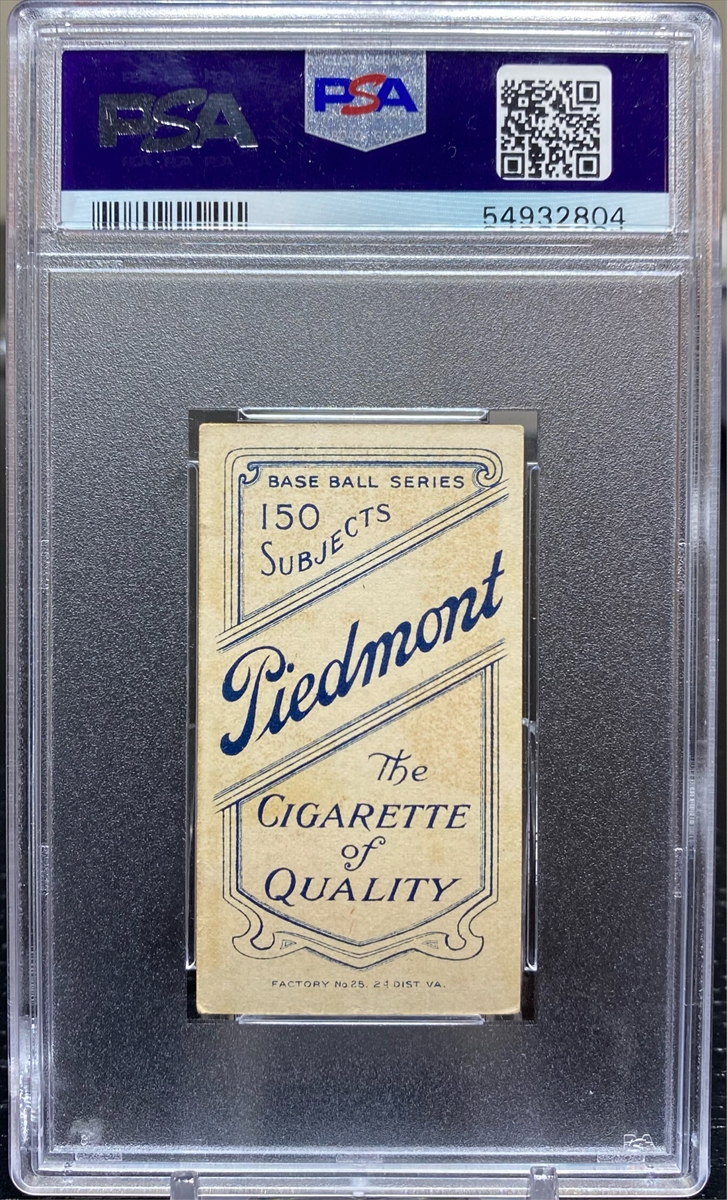 PSA
PSA
54932804
BASE BALL SERIES
150
SUBJECTS
Piedmont
The
CIGARETTE
of
QUALITY
FACTORY No 25. 2d DIST. VA.
PSA